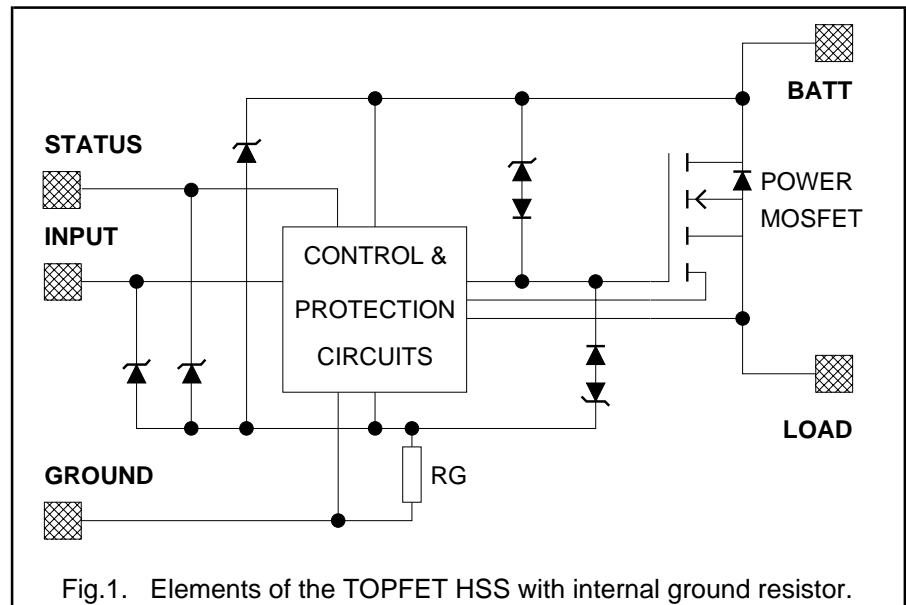 BATT
STATUS
POWER
MOSFET
INPUT
CONTROL &
PROTECTION
CIRCUITS
LOAD
GROUND
RG
Fig.1. Elements of the TOPFET HSS with internal ground resistor.